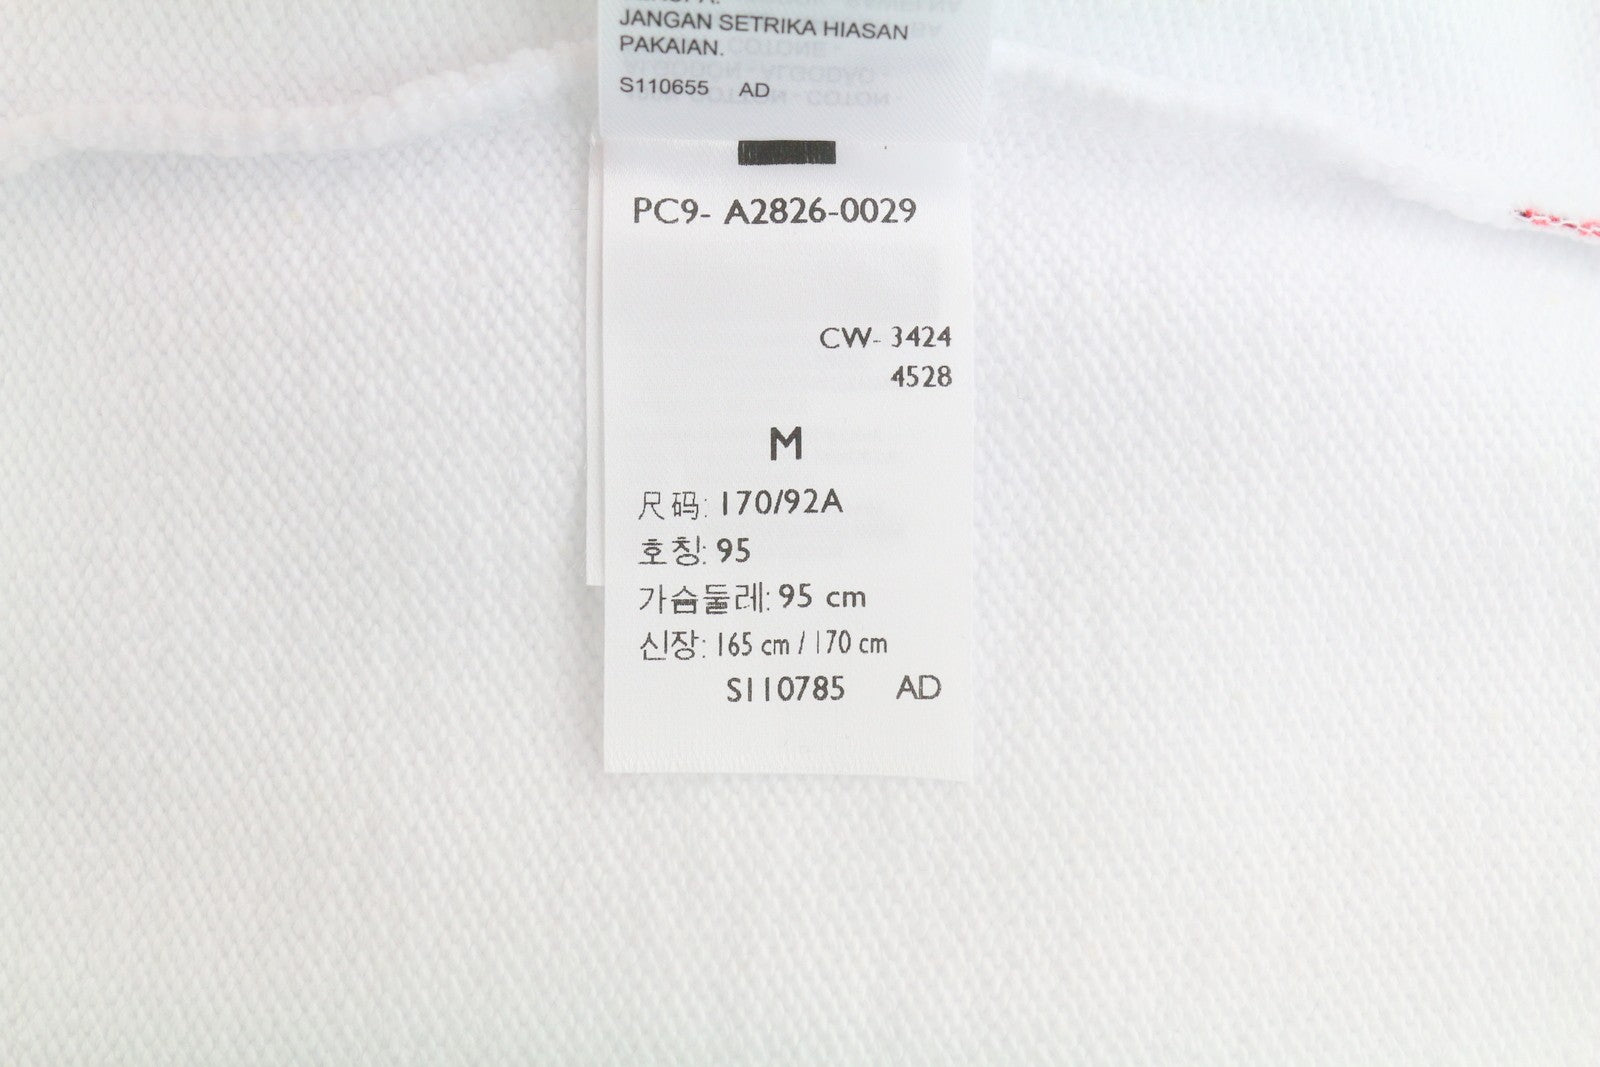 JANGAN SETRIKA HIASAN
PAKAIAN.
S110655 AD
PC9- A2826-0029
CW- 3424
4528
M
尺码: 170/92A
호칭: 95
가슴둘레: 95 cm
신장: 165 cm / 170 cm
S110785 AD